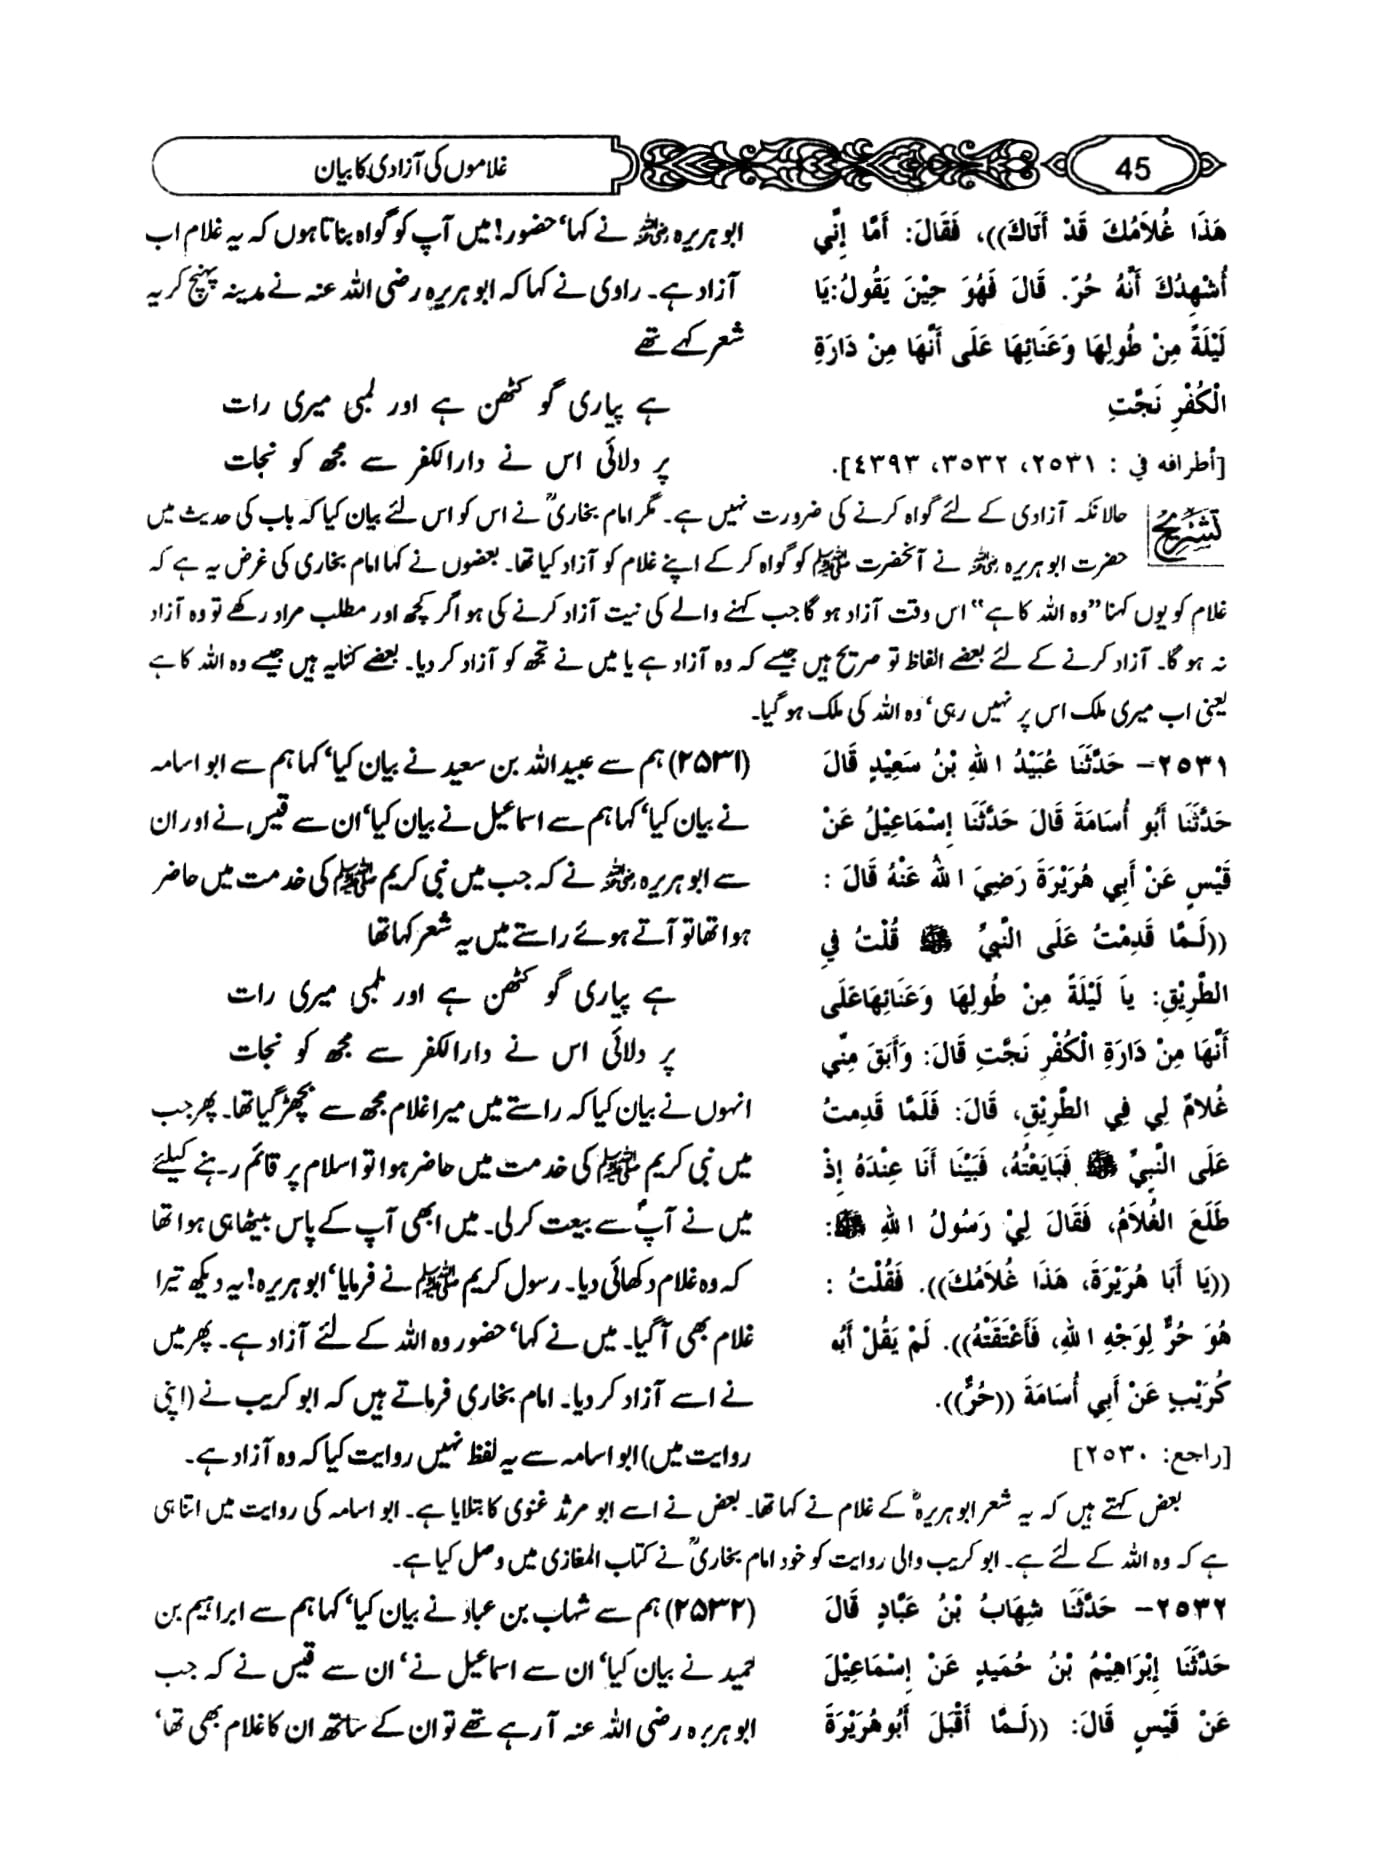 45
غلاموں کی آزادی کا بیان
هَذَا غُلاَمُكَ قَدْ أَتَاكَ))، فَقَالَ: أَمَّا إِنِّي
أُشْهِدُكَ أَنَّهُ حُرّ. قَالَ فَهُوَ حِيْنَ يَقُولُ:يَا
لَيْلَةً مِنْ طُولِهَا وَعَنَائِهَا عَلَى أَنَّهَا مِنْ دَارَةِ
الْكُفْرِ نَجَّتِ
[أطرافه في : ٢٥٣١، ٣٥٣٢، ٤٣٩٣].
ابو ہریرہ رضی اللہ عنہ نے کہا‘ حضور! میں آپ کو گواہ بناتا ہوں کہ یہ غلام اب
آزاد ہے۔ راوی نے کہا کہ ابو ہریرہ رضی اللہ عنہ نے مدینہ پہنچ کر یہ
شعر کہے تھے
ہے پیاری گو کٹھن ہے اور لمبی میری رات
پر دلائی اس نے دارالکفر سے مجھ کو نجات
تشریح
حالانکہ آزادی کے لئے گواہ کرنے کی ضرورت نہیں ہے۔ مگر امام بخاریؒ نے اس کو اس لئے بیان کیا کہ باب کی حدیث میں
حضرت ابو ہریرہ رضی اللہ عنہ نے آنحضرت ﷺ کو گواہ کر کے اپنے غلام کو آزاد کیا تھا۔ بعضوں نے کہا امام بخاری کی غرض یہ ہے کہ
غلام کو یوں کہنا ’’وہ اللہ کا ہے‘‘ اس وقت آزاد ہو گا جب کہنے والے کی نیت آزاد کرنے کی ہو اگر کچھ اور مطلب مراد رکھے تو وہ آزاد
نہ ہو گا۔ آزاد کرنے کے لئے بعضے الفاظ تو صریح ہیں جیسے کہ وہ آزاد ہے یا میں نے تجھ کو آزاد کر دیا۔ بعضے کنایہ ہیں جیسے وہ اللہ کا ہے
یعنی اب میری ملک اس پر نہیں رہی‘ وہ اللہ کی ملک ہو گیا۔
٢٥٣١- حَدَّثَنَا عُبَيْدُ اللهِ بْنُ سَعِيْدٍ قَالَ
حَدَّثَنَا أَبُو أُسَامَةَ قَالَ حَدَّثَنَا إِسْمَاعِيْلُ عَنْ
قَيْسٍ عَنْ أَبِي هُرَيْرَةَ رَضِيَ اللهُ عَنْهُ قَالَ :
((لَـمَّا قَدِمْتُ عَلَى النَّبِيِّ ﷺ قُلْتُ فِي
الطَّرِيْقِ: يَا لَيْلَةً مِنْ طُولِهَا وَعَنَائِهَاعَلَى
أَنَّهَا مِنْ دَارَةِ الْكُفْرِ نَجَّتِ قَالَ: وَأَبَقَ مِنِّي
غُلاَمٌ لِي فِي الطَّرِيْقِ، قَالَ: فَلَمَّا قَدِمتُ
عَلَى النَّبِيِّ ﷺ فَبَايَعْتُهُ، فَبَيْنَا أَنَا عِنْدَهُ إِذْ
طَلَعَ الغُلاَمُ، فَقَالَ لِيْ رَسُولُ اللهِ ﷺ:
((يَا أَبَا هُرَيْرَةَ، هَذَا غُلاَمُكَ)). فَقُلْتُ :
هُوَ حُرٌّ لِوَجْهِ اللهِ، فَأَعْتَقَتْهُ)). لَمْ يَقُلْ أَبُو
كُرَيْبٍ عَنْ أَبِي أُسَامَةَ ((حُرٌّ)).
[راجع: ٢٥٣٠]
(۲۵۳۱) ہم سے عبیداللہ بن سعید نے بیان کیا‘ کہا ہم سے ابو اسامہ
نے بیان کیا‘ کہا ہم سے اسماعیل نے بیان کیا‘ ان سے قیس نے اور ان
سے ابو ہریرہ رضی اللہ عنہ نے کہ جب میں نبی کریم ﷺ کی خدمت میں حاضر
ہوا تھا تو آتے ہوئے راستے میں یہ شعر کہا تھا
ہے پیاری گو کٹھن ہے اور لمبی میری رات
پر دلائی اس نے دارالکفر سے مجھ کو نجات
انہوں نے بیان کیا کہ راستے میں میرا غلام مجھ سے بچھڑ گیا تھا۔ پھر جب
میں نبی کریم ﷺ کی خدمت میں حاضر ہوا تو اسلام پر قائم رہنے کیلئے
میں نے آپؐ سے بیعت کر لی۔ میں ابھی آپ کے پاس بیٹھا ہی ہوا تھا
کہ وہ غلام دکھائی دیا۔ رسول کریم ﷺ نے فرمایا‘ ابو ہریرہ! یہ دیکھ تیرا
غلام بھی آ گیا۔ میں نے کہا‘ حضور وہ اللہ کے لئے آزاد ہے۔ پھر میں
نے اسے آزاد کر دیا۔ امام بخاری فرماتے ہیں کہ ابو کریب نے (اپنی
روایت میں) ابو اسامہ سے یہ لفظ نہیں روایت کیا کہ وہ آزاد ہے۔
بعض کہتے ہیں کہ یہ شعر ابو ہریرہؓ کے غلام نے کہا تھا۔ بعض نے اسے ابو مرثد غنوی کا بتلایا ہے۔ ابو اسامہ کی روایت میں اتنا ہی
ہے کہ وہ اللہ کے لئے ہے۔ ابو کریب والی روایت کو خود امام بخاریؒ نے کتاب المغازی میں وصل کیا ہے۔
٢٥٣٢- حَدَّثَنَا شِهَابُ بْنُ عَبَّادٍ قَالَ
حَدَّثَنَا إِبْرَاهِيْمُ بْنُ حُمَيدٍ عَنْ إِسْمَاعِيْلَ
عَنْ قَيْسٍ قَالَ: ((لَـمَّا أَقْبَلَ أَبُوهُرَيْرَةَ
(۲۵۳۲) ہم سے شہاب بن عباد نے بیان کیا‘ کہا ہم سے ابراہیم بن
حمید نے بیان کیا‘ ان سے اسماعیل نے‘ ان سے قیس نے کہ جب
ابو ہریرہ رضی اللہ عنہ آ رہے تھے تو ان کے ساتھ ان کا غلام بھی تھا‘